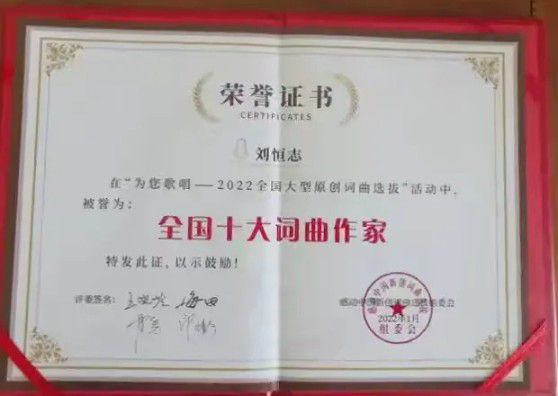 荣誉证书
CERTIFICATES
刘恒志
在“为您歌唱——2022全国大型原创词曲选拔”活动中,
被誉为：
全国十大词曲作家
特发此证，以示鼓励！
评委签名：
2022年1月
组委会